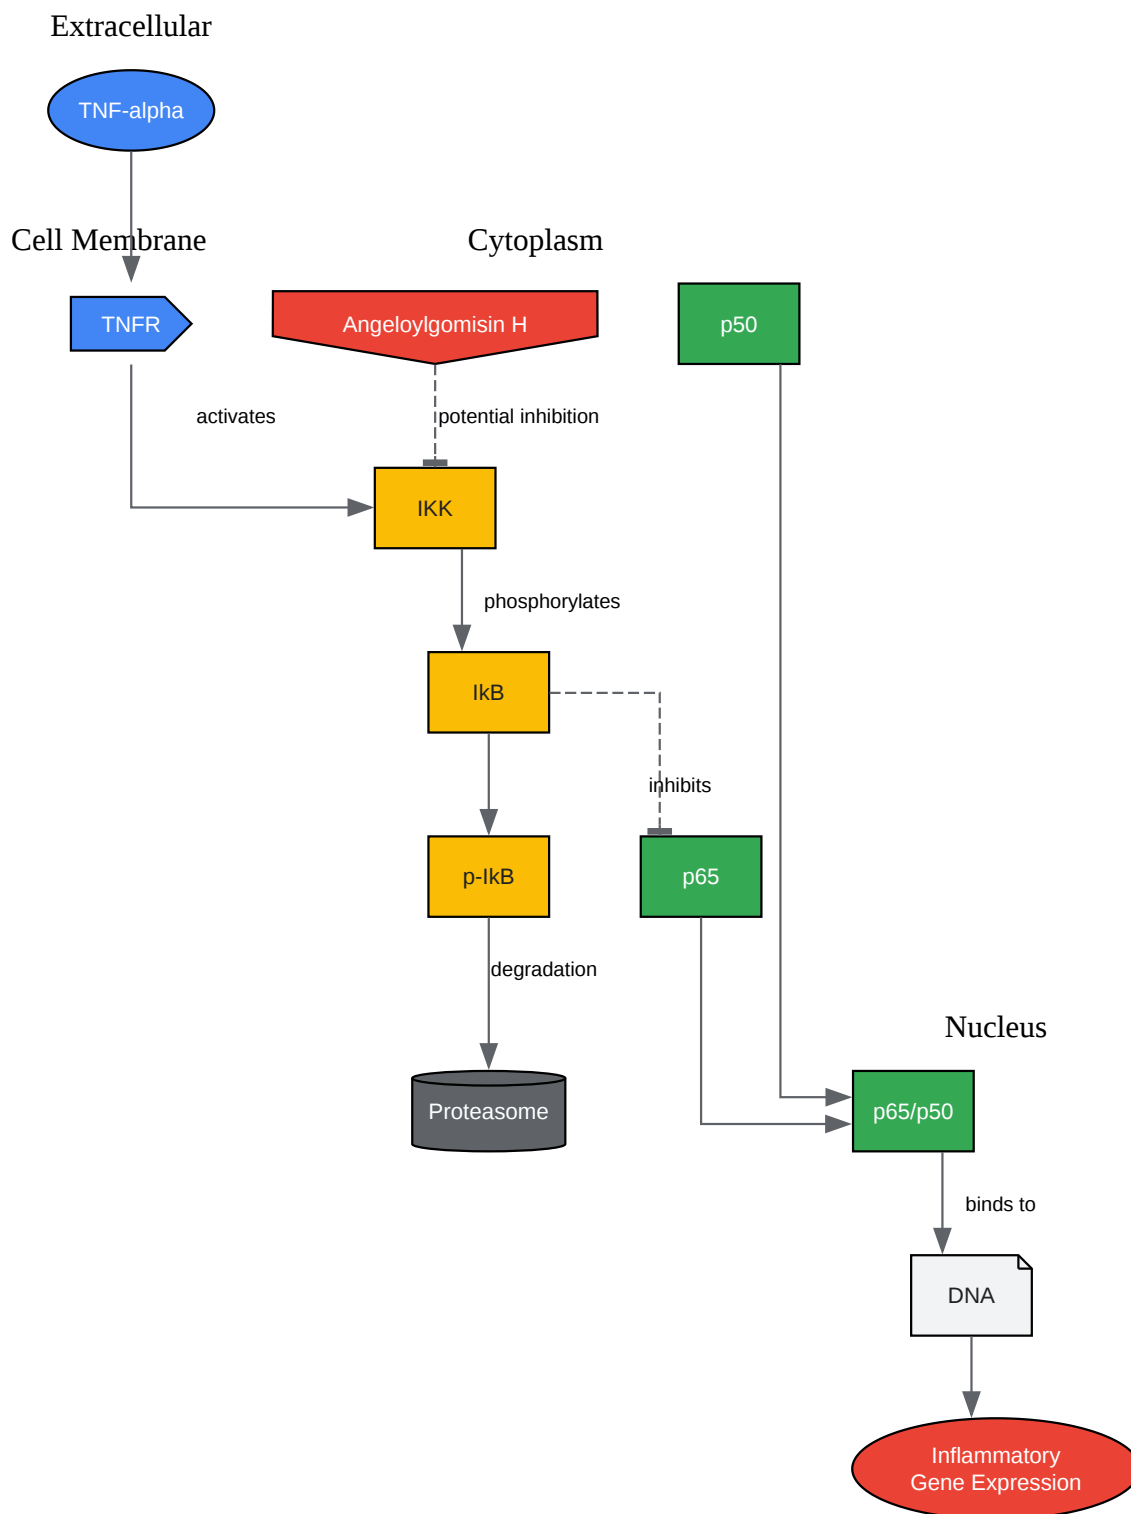 Extracellular
TNF-alpha
Cell Membrane
Cytoplasm
TNFR
Angeloylgomisin H
p50
activates
potential inhibition
IKK
phosphorylates
IkB
inhibits
p-IkB
p65
degradation
Nucleus
Proteasome
p65/p50
binds to
DNA
Inflammatory
Gene Expression